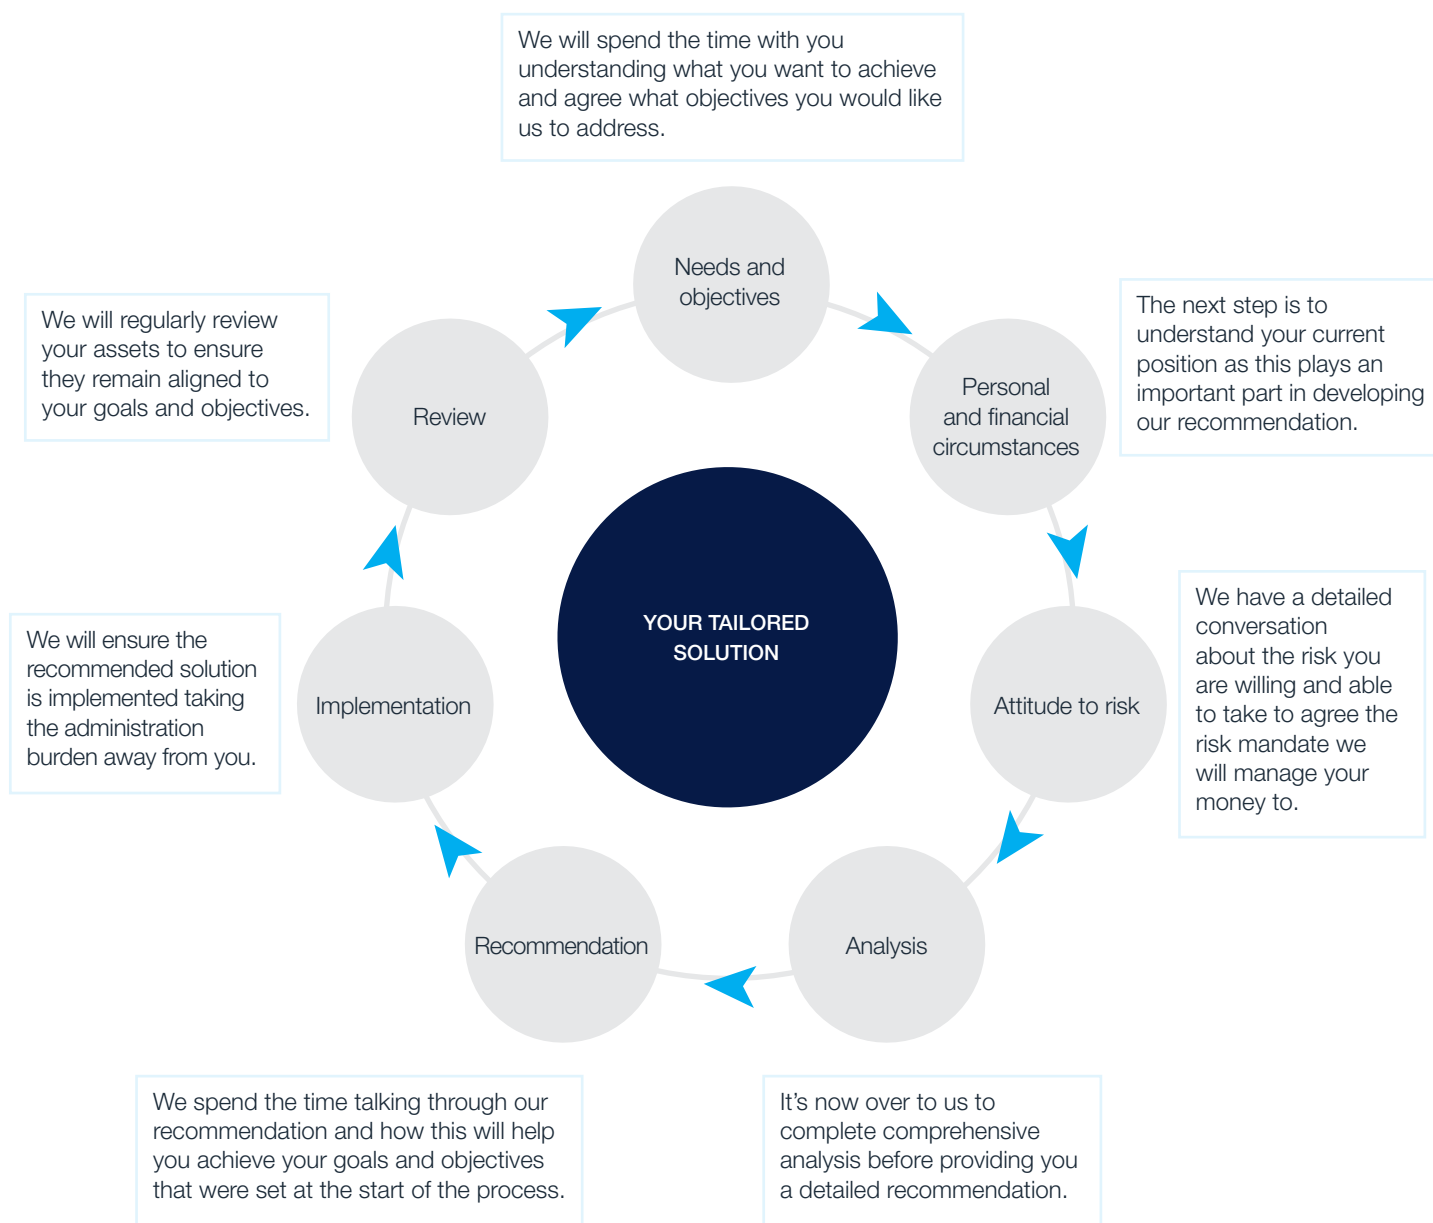 We will spend the time with you
understanding what you want to achieve
and agree what objectives you would like
us to address.
Needs and
objectives
The next step is to
understand your current
position as this plays an
important part in developing
our recommendation.
Personal
and financial
circumstances
We have a detailed
conversation
about the risk you
are willing and able
to take to agree the
risk mandate we
will manage your
money to.
Attitude to risk
Analysis
It's now over to us to
complete comprehensive
analysis before providing you
a detailed recommendation.
Recommendation
We spend the time talking through our
recommendation and how this will help
you achieve your goals and objectives
that were set at the start of the process.
Implementation
We will ensure the
recommended solution
is implemented taking
the administration
burden away from you.
Review
We will regularly review
your assets to ensure
they remain aligned to
your goals and objectives.
YOUR TAILORED
SOLUTION